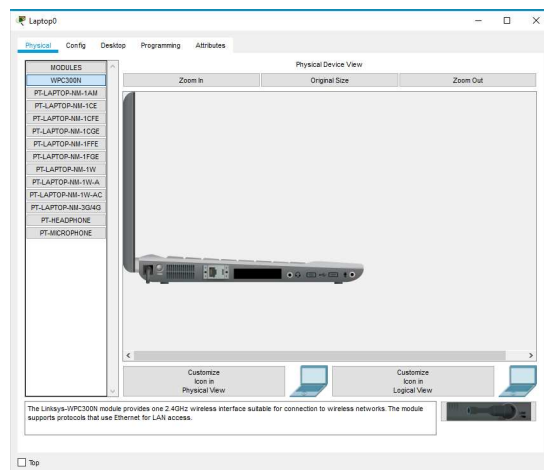 Laptop0
Physical Config Desktop Programming Attributes
MODULES
WPC300N
PT-LAPTOP-NM-1AM
PT-LAPTOP-NM-1CE
PT-LAPTOP-NM-1CFE
PT-LAPTOP-NM-1CGE
PT-LAPTOP-NM-1FFE
PT-LAPTOP-NM-1FGE
PT-LAPTOP-NM-1W
PT-LAPTOP-NM-1W-A
PT-LAPTOP-NM-1W-AC
PT-LAPTOP-NM-3G/4G
PT-HEADPHONE
PT-MICROPHONE
Physical Device View
Zoom In Original Size Zoom Out
Customize
Icon in
Physical View
Customize
Icon in
Logical View
The Linksys-WPC300N module provides one 2.4GHz wireless interface suitable for connection to wireless networks. The module
supports protocols that use Ethernet for LAN access.
Top